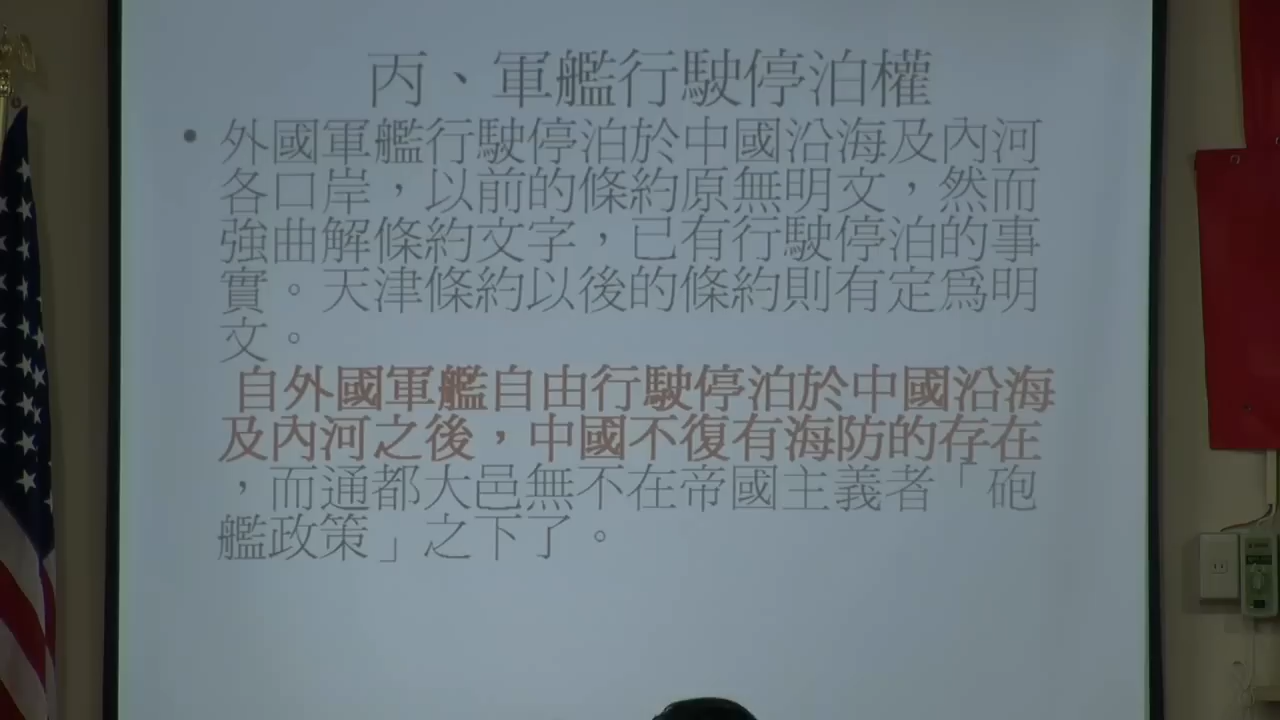 丙、軍艦行駛停泊權
• 外國軍艦行駛停泊於中國沿海及內河
各口岸，以前的條約原無明文，然而
強曲解條約文字，已有行駛停泊的事
實。天津條約以後的條約則有定爲明
文。
自外國軍艦自由行駛停泊於中國沿海
及內河之後，中國不復有海防的存在
，而通都大邑無不在帝國主義者「砲
艦政策」之下了。